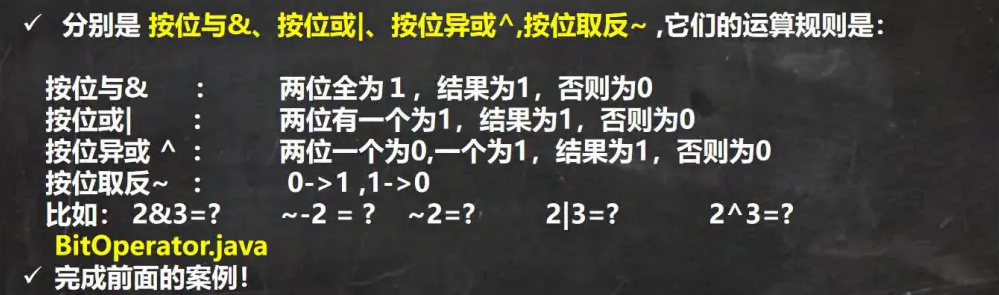 ✓ 分别是 按位与&、按位或|、按位异或^,按位取反~ ,它们的运算规则是：
按位与& ： 两位全为１，结果为1，否则为0
按位或| ： 两位有一个为1，结果为1，否则为0
按位异或 ^ ： 两位一个为0,一个为1，结果为1，否则为0
按位取反~ ： 0->1 ,1->0
比如： 2&3=? ~-2 = ? ~2=? 2|3=? 2^3=?
BitOperator.java
✓ 完成前面的案例！